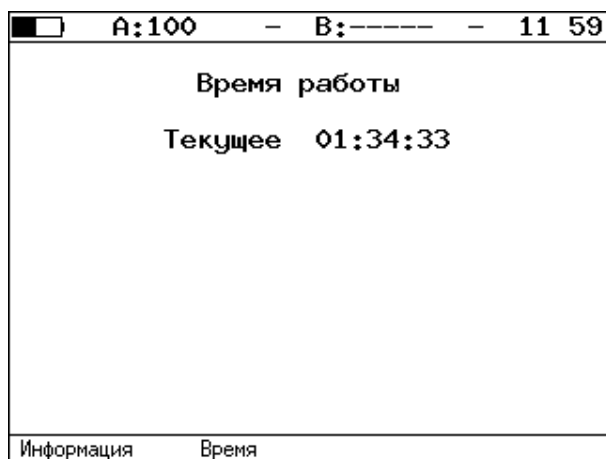 A:100 – B:----- – 11 59
Время работы
Текущее 01:34:33
Информация Время